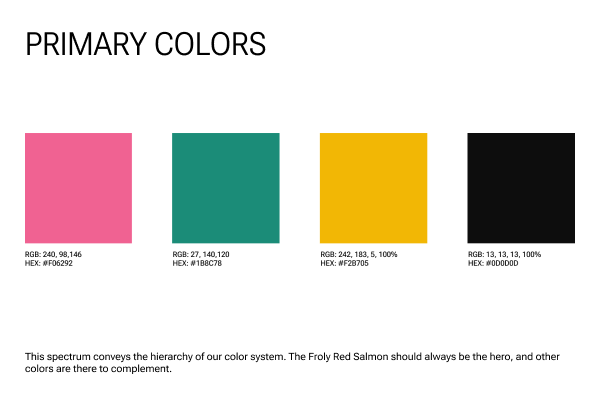 PRIMARY COLORS
RGB: 240, 98,146
HEX: #F06292
RGB: 27, 140,120
HEX: #1B8C78
RGB: 242, 183, 5, 100%
HEX: #F2B705
RGB: 13, 13, 13, 100%
HEX: #0D0D0D
This spectrum conveys the hierarchy of our color system. The Froly Red Salmon should always be the hero, and other
colors are there to complement.